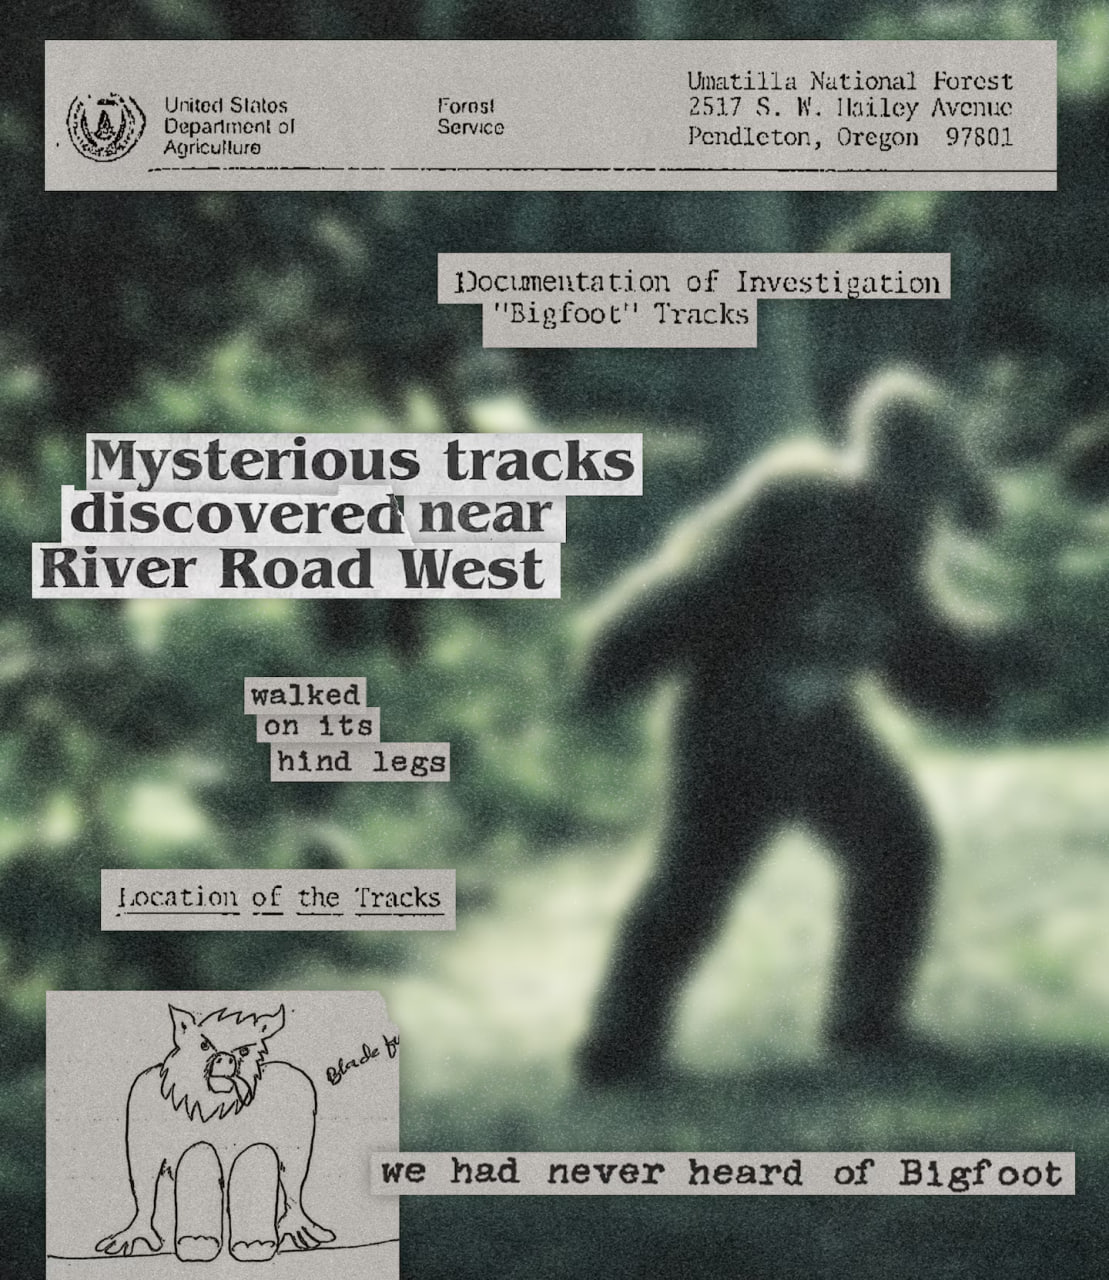 United States
Department of
Agriculture
Forest
Service
Umatilla National Forest
2517 S. W. Hailey Avenue
Pendleton, Oregon 97801
Documentation of Investigation
"Bigfoot" Tracks
Mysterious tracks
discovered near
River Road West
walked
on its
hind legs
Location of the Tracks
we had never heard of Bigfoot